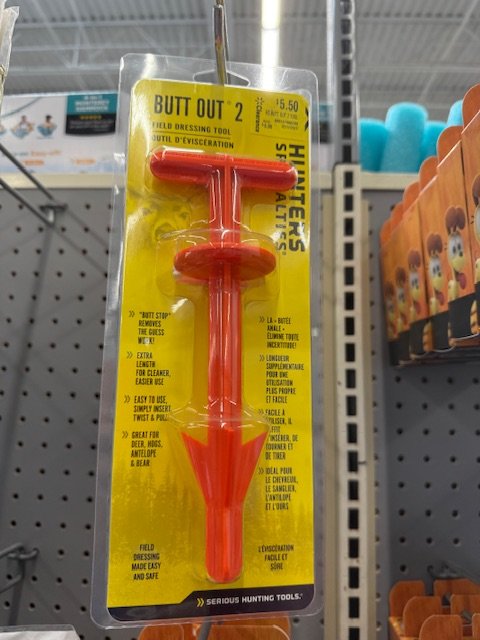 BUTT OUT® 2
FIELD DRESSING TOOL
OUTIL D'ÉVISCÉRATION
$5.50
Clearance
HUNTERS
SPECIALTIES®
"BUTT STOP"
REMOVES
THE GUESS
WORK!
EXTRA
LENGTH
FOR CLEANER,
EASIER USE
EASY TO USE,
SIMPLY INSERT,
TWIST & PULL
GREAT FOR
DEER, HOGS,
ANTELOPE
& BEAR
FIELD
DRESSING
MADE EASY
AND SAFE
LA « BUTÉE
ANALE »
ÉLIMINE TOUTE
INCERTITUDE!
LONGUEUR
SUPPLÉMENTAIRE
POUR UNE
UTILISATION
PLUS PROPRE
ET FACILE
FACILE À
UTILISER, IL
SUFFIT
D'INSÉRER, DE
TOURNER ET
DE TIRER
IDÉAL POUR
LE CHEVREUIL,
LE SANGLIER,
L'ANTILOPE
ET L'OURS
L'ÉVISCÉRATION
FACILE ET
SÛRE
SERIOUS HUNTING TOOLS.™